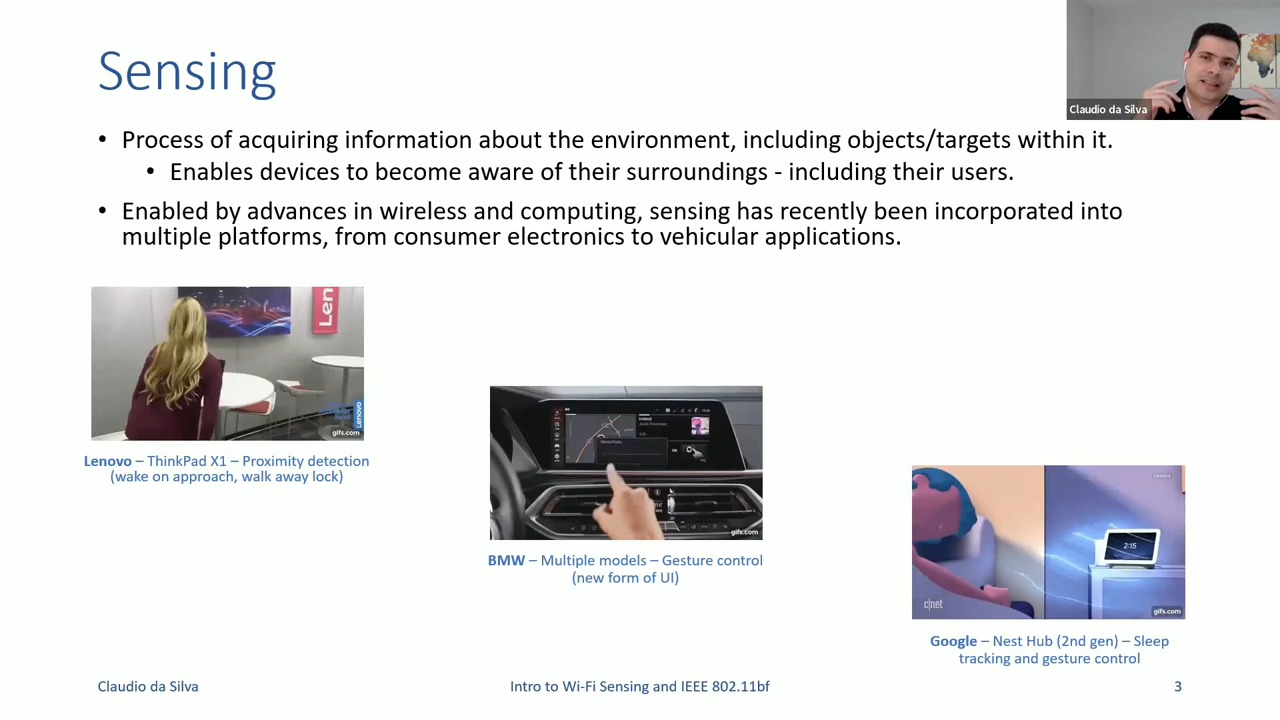 Sensing
Claudio da Silva
• Process of acquiring information about the environment, including objects/targets within it.
• Enables devices to become aware of their surroundings - including their users.
• Enabled by advances in wireless and computing, sensing has recently been incorporated into
multiple platforms, from consumer electronics to vehicular applications.
Len
Lenovo
gifs.com
Lenovo – ThinkPad X1 – Proximity detection
(wake on approach, walk away lock)
gifs.com
BMW – Multiple models – Gesture control
(new form of UI)
GOOGLE
2:15
c|net
gifs.com
Google – Nest Hub (2nd gen) – Sleep
tracking and gesture control
Claudio da Silva
Intro to Wi-Fi Sensing and IEEE 802.11bf
3